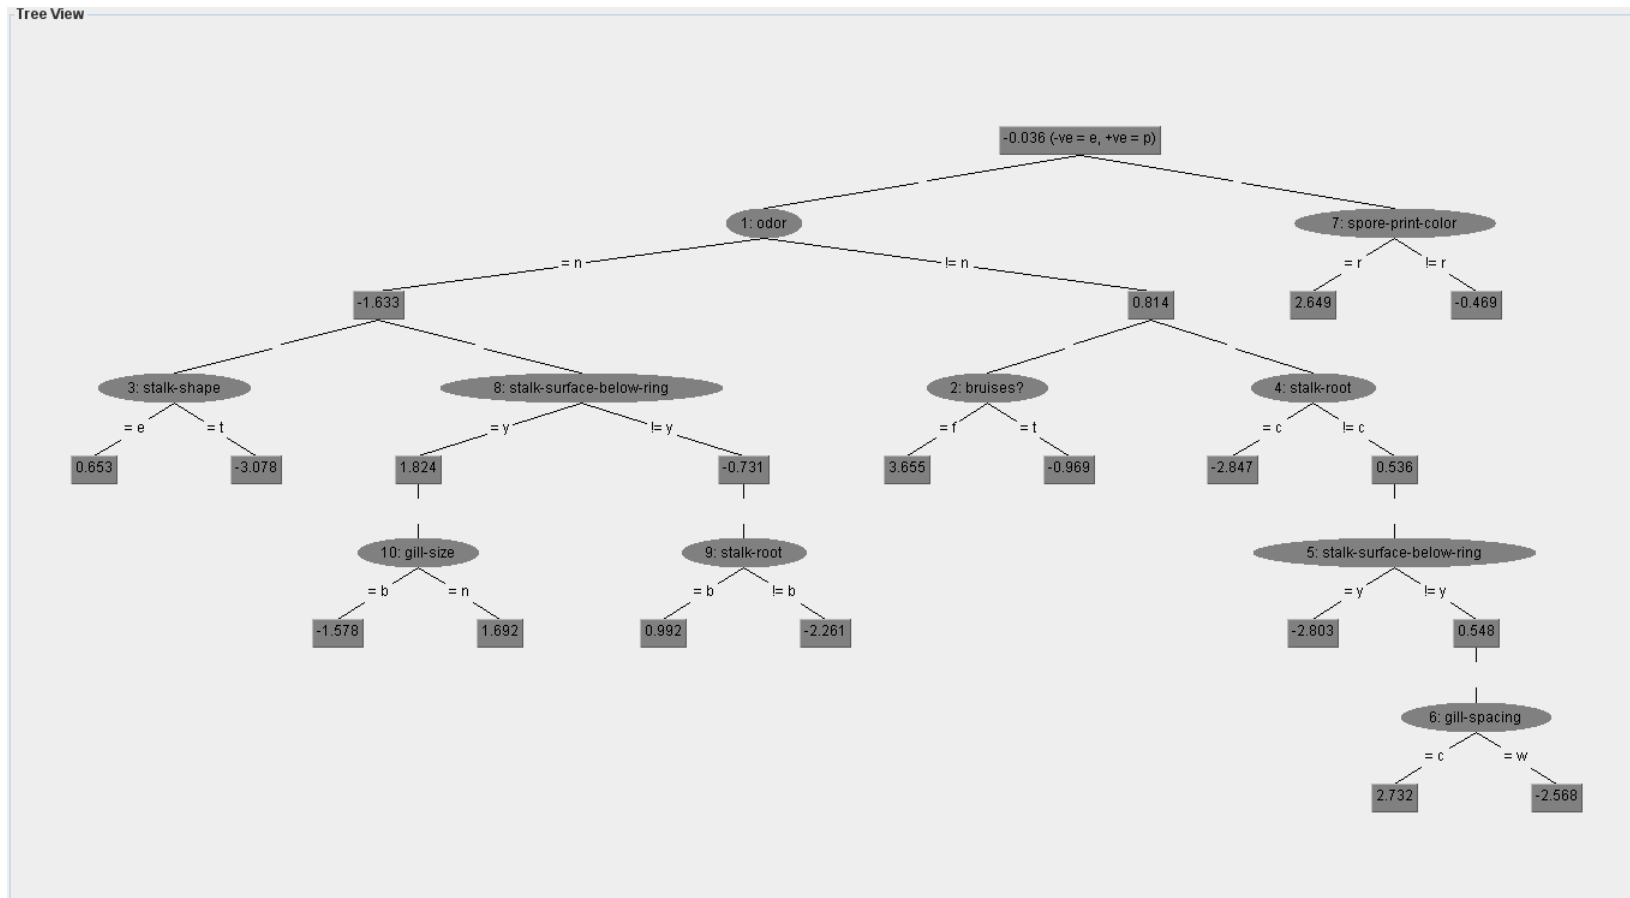 Tree View
-0.036 (-ve = e, +ve = p)
1: odor
7: spore-print-color
= n
!= n
= r
!= r
-1.633
0.814
2.649
-0.469
3: stalk-shape
8: stalk-surface-below-ring
2: bruises?
4: stalk-root
= e
= t
= y
!= y
= f
= t
= c
!= c
0.653
-3.078
1.824
-0.731
3.655
-0.969
-2.847
0.536
10: gill-size
9: stalk-root
5: stalk-surface-below-ring
= b
= n
= b
!= b
= y
!= y
-1.578
1.692
0.992
-2.261
-2.803
0.548
6: gill-spacing
= c
= w
2.732
-2.568